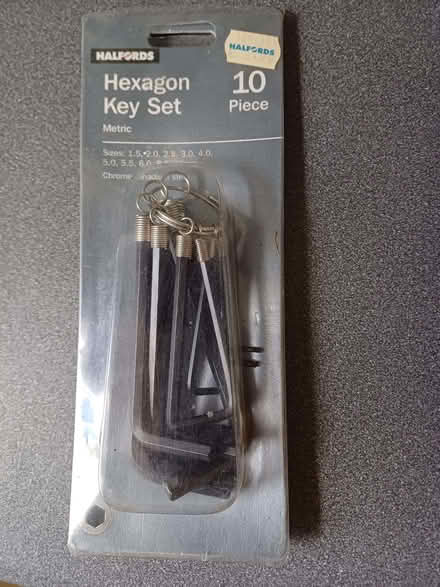 HALFORDS
HALFORDS
Hexagon
Key Set
10
Piece
Metric
Sizes: 1.5, 2.0, 2.5, 3.0, 4.0,
5.0, 5.5, 6.0,
Chrome